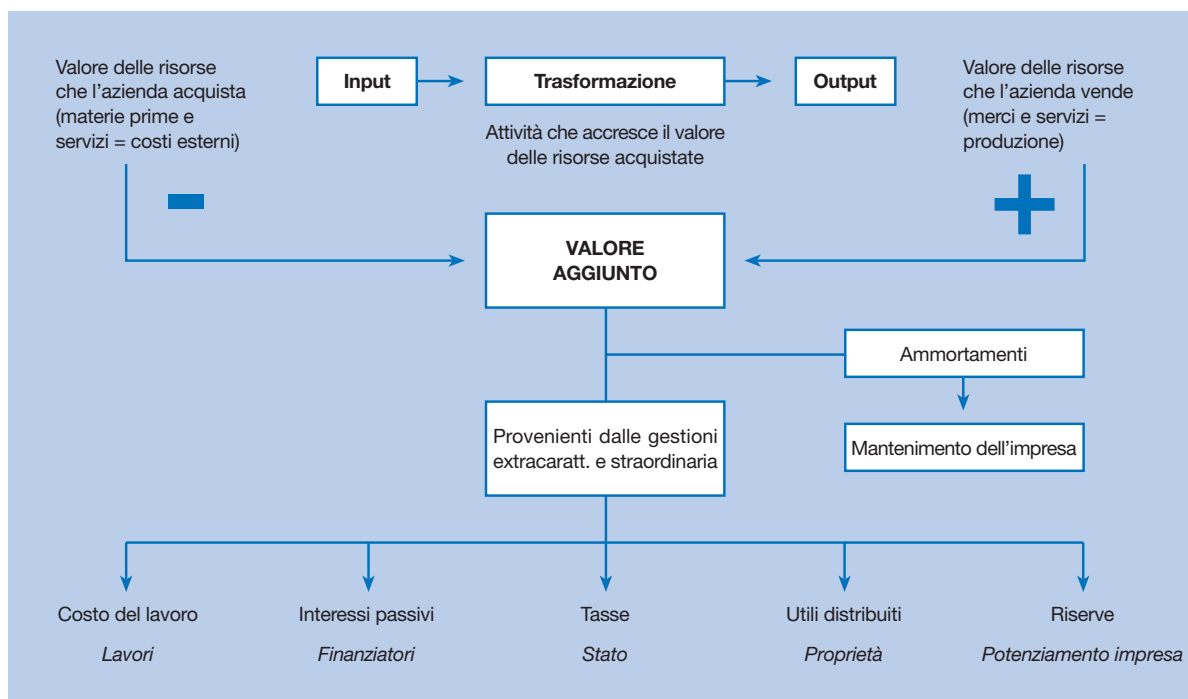 Valore delle risorse
che l'azienda acquista
(materie prime e
servizi = costi esterni)
Input
Trasformazione
Output
Attività che accresce il valore
delle risorse acquistate
Valore delle risorse
che l'azienda vende
(merci e servizi =
produzione)
VALORE
AGGIUNTO
Ammortamenti
Mantenimento dell'impresa
Provenienti dalle gestioni
extracaratt. e straordinaria
Costo del lavoro
Lavori
Interessi passivi
Finanziatori
Tasse
Stato
Utili distribuiti
Proprietà
Riserve
Potenziamento impresa